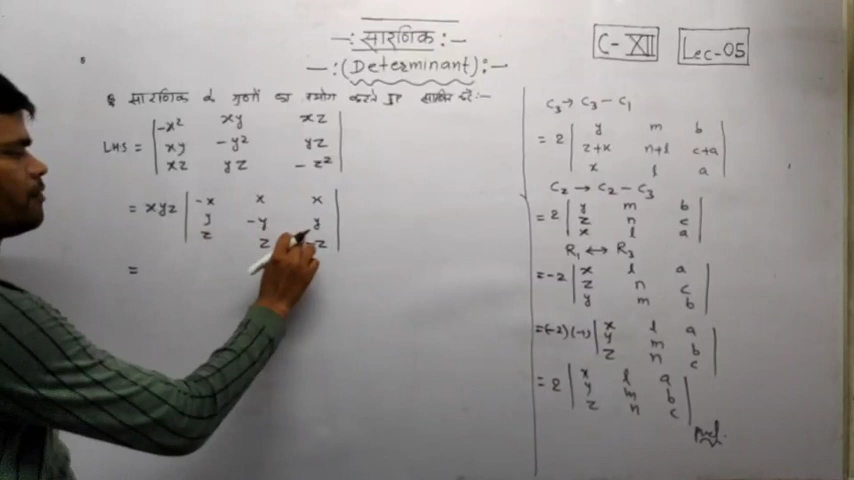 —: सारणिक :—
—: (Determinant) :—
C-XII
Lec-05
सारणिक के गुणों का प्रयोग करते हुए साबित करें:-
LHS = | -x² xy xz |
| xy -y² yz |
| xz yz -z² |
= xyz | -x x x |
| y -y y |
| z z -z |
=
C₃ → C₃ - C₁
= 2 | y m b |
| z+x n+l c+a |
| x l a |
C₂ → C₂ - C₃
= 2 | y m b |
| z n c |
| x l a |
R₁ ↔ R₃
= -2 | x l a |
| z n c |
| y m b |
= (-2)(-1) | x l a |
| y m b |
| z n c |
= 2 | x l a |
| y m b |
| z n c |